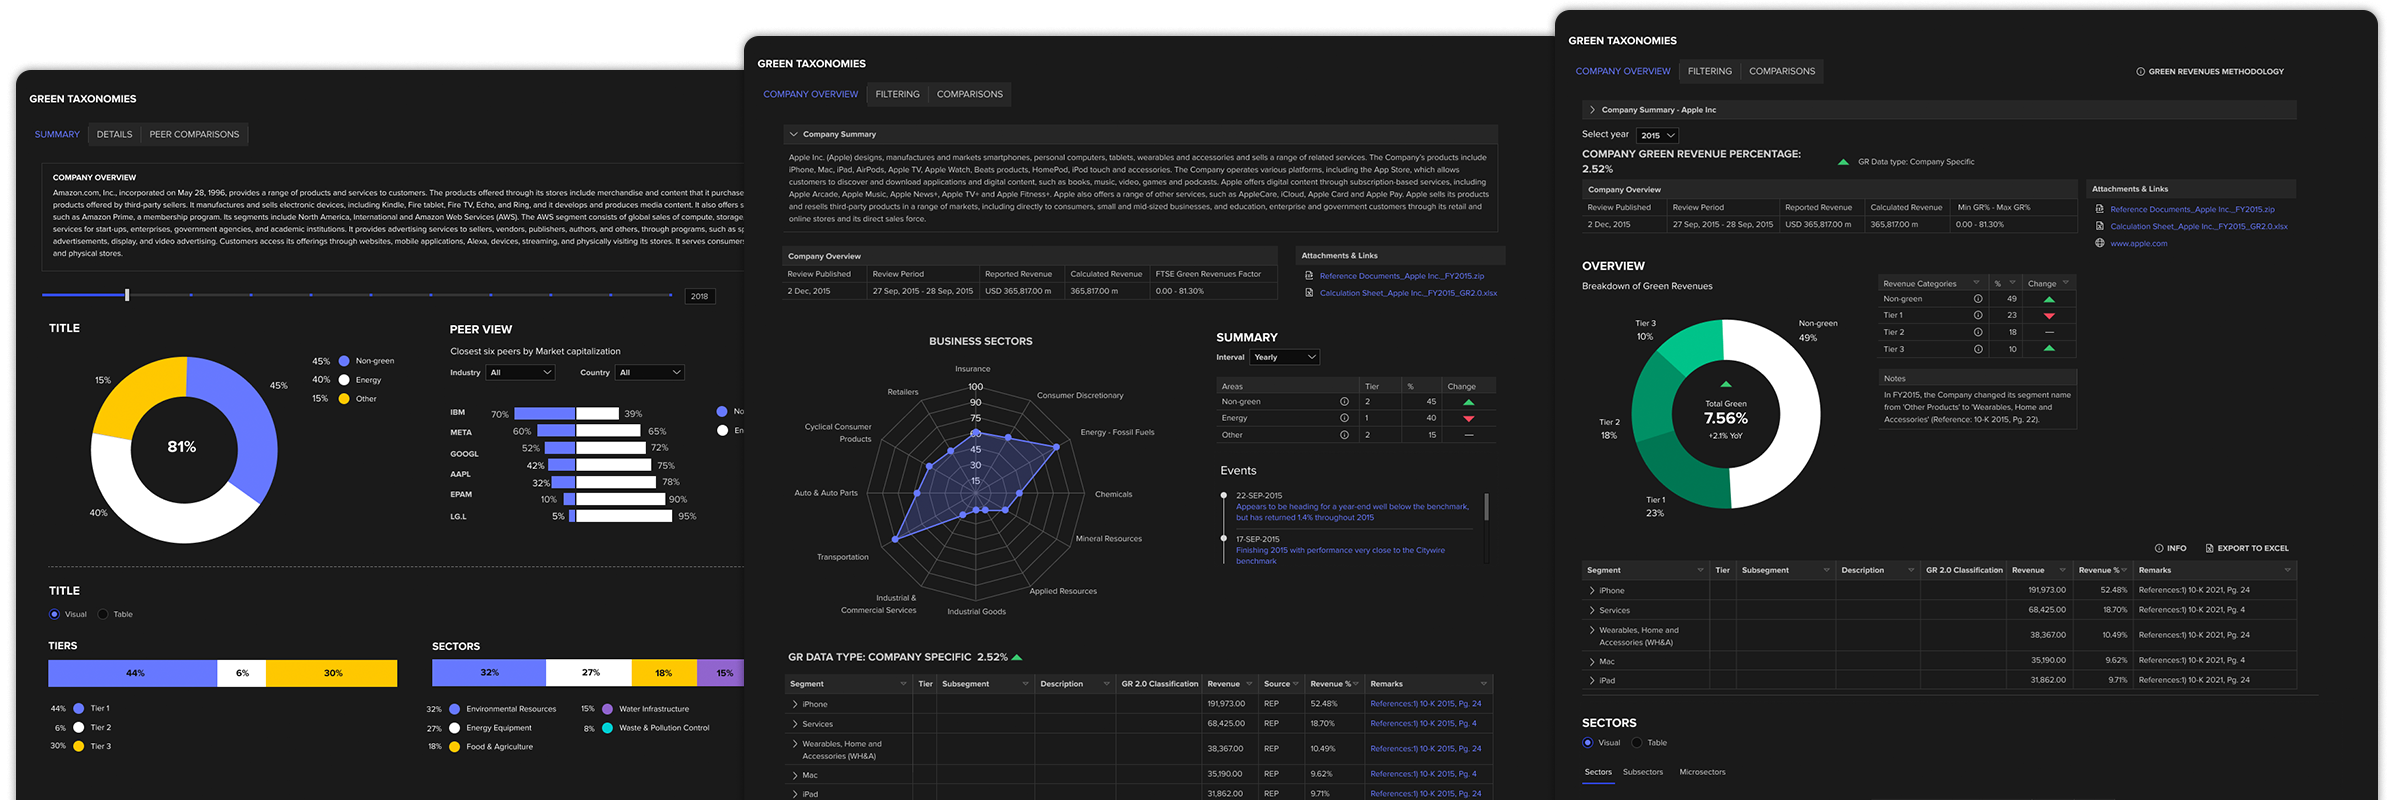 GREEN TAXONOMIES
SUMMARY DETAILS PEER COMPARISONS
COMPANY OVERVIEW
Amazon.com, Inc., incorporated on May 28, 1996, provides a range of products and services to customers. The products offered through its stores include merchandise and content that it purchase
products offered by third-party sellers. It manufactures and sells electronic devices, including Kindle, Fire tablet, Fire TV, Echo, and Ring, and it develops and produces media content. It also offers s
such as Amazon Prime, a membership program. Its segments include North America, International and Amazon Web Services (AWS). The AWS segment consists of global sales of compute, storage,
services for start-ups, enterprises, government agencies, and academic institutions. It provides advertising services to sellers, vendors, publishers, authors, and others, through programs, such as sp
advertisements, display, and video advertising. Customers access its offerings through websites, mobile applications, Alexa, devices, streaming, and physically visiting its stores. It serves consumers
and physical stores.
2018
TITLE
15%
45%
40%
81%
45% Non-green
40% Energy
15% Other
PEER VIEW
Closest six peers by Market capitalization
Industry All Country All
IBM 70% 39%
META 60% 65%
GOOGL 52% 72%
AAPL 42% 75%
32% 78%
EPAM 10% 90%
LG.L 5% 95%
No
En
TITLE
Visual Table
TIERS
44% 6% 30%
44% Tier 1
6% Tier 2
30% Tier 3
SECTORS
32% 27% 18% 15%
32% Environmental Resources 15% Water Infrastructure
27% Energy Equipment 8% Waste & Pollution Control
18% Food & Agriculture
GREEN TAXONOMIES
COMPANY OVERVIEW FILTERING COMPARISONS
Company Summary
Apple Inc. (Apple) designs, manufactures and markets smartphones, personal computers, tablets, wearables and accessories and sells a range of related services. The Company's products include
iPhone, Mac, iPad, AirPods, Apple TV, Apple Watch, Beats products, HomePod, iPod touch and accessories. The Company operates various platforms, including the App Store, which allows
customers to discover and download applications and digital content, such as books, music, video, games and podcasts. Apple offers digital content through subscription-based services, including
Apple Arcade, Apple Music, Apple News+, Apple TV+ and Apple Fitness+. Apple also offers a range of other services, such as AppleCare, iCloud, Apple Card and Apple Pay. Apple sells its products
and resells third-party products in a range of markets, including directly to consumers, small and mid-sized businesses, and education, enterprise and government customers through its retail and
online stores and its direct sales force.
Company Overview
Review Published Review Period Reported Revenue Calculated Revenue FTSE Green Revenues Factor
2 Dec, 2015 27 Sep, 2015 - 28 Sep, 2015 USD 365,817.00 m 365,817.00 m 0.00 - 81.30%
Attachments & Links
Reference Documents_Apple Inc._FY2015.zip
Calculation Sheet_Apple Inc._FY2015_GR2.0.xlsx
BUSINESS SECTORS
Insurance
Consumer Discretionary
Energy - Fossil Fuels
Chemicals
Mineral Resources
Applied Resources
Industrial Goods
Industrial &
Commercial Services
Transportation
Auto & Auto Parts
Cyclical Consumer
Products
Retailers
100
90
75
60
45
30
15
SUMMARY
Interval Yearly
Areas Tier % Change
Non-green 2 45
Energy 1 40
Other 2 15 —
Events
22-SEP-2015
Appears to be heading for a year-end well below the benchmark,
but has returned 1.4% throughout 2015
17-SEP-2015
Finishing 2015 with performance very close to the Citywire
benchmark
GR DATA TYPE: COMPANY SPECIFIC 2.52%
Segment Tier Subsegment Description GR 2.0 Classification Revenue Source Revenue % Remarks
iPhone 191,973.00 REP 52.48% References:1) 10-K 2015, Pg. 24
Services 68,425.00 REP 18.70% References:1) 10-K 2015, Pg. 4
Wearables, Home and
Accessories (WH&A) 38,367.00 REP 10.49% References:1) 10-K 2015, Pg. 24
Mac 35,190.00 REP 9.62% References:1) 10-K 2015, Pg. 4
iPad 31,862.00 REP 9.71% References:1) 10-K 2015, Pg. 24
GREEN TAXONOMIES
COMPANY OVERVIEW FILTERING COMPARISONS
GREEN REVENUES METHODOLOGY
Company Summary - Apple Inc
Select year 2015
COMPANY GREEN REVENUE PERCENTAGE:
2.52%
GR Data type: Company Specific
Company Overview
Review Published Review Period Reported Revenue Calculated Revenue Min GR% - Max GR%
2 Dec, 2015 27 Sep, 2015 - 28 Sep, 2015 USD 365,817.00 m 365,817.00 m 0.00 - 81.30%
Attachments & Links
Reference Documents_Apple Inc._FY2015.zip
Calculation Sheet_Apple Inc._FY2015_GR2.0.xlsx
www.apple.com
OVERVIEW
Breakdown of Green Revenues
Tier 3
10%
Non-green
49%
Tier 2
18%
Tier 1
23%
Total Green
7.56%
+2.1% YoY
Revenue Categories % Change
Non-green 49
Tier 1 23
Tier 2 18 —
Tier 3 10
Notes
In FY2015, the Company changed its segment name
from 'Other Products' to 'Wearables, Home and
Accessories' (Reference: 10-K 2015, Pg. 22).
INFO EXPORT TO EXCEL
Segment Tier Subsegment Description GR 2.0 Classification Revenue Revenue % Remarks
iPhone 191,973.00 52.48% References:1) 10-K 2021, Pg. 24
Services 68,425.00 18.70% References:1) 10-K 2021, Pg. 4
Wearables, Home and
Accessories (WH&A) 38,367.00 10.49% References:1) 10-K 2021, Pg. 24
Mac 35,190.00 9.62% References:1) 10-K 2021, Pg. 4
iPad 31,862.00 9.71% References:1) 10-K 2021, Pg. 24
SECTORS
Visual Table
Sectors Subsectors Microsectors